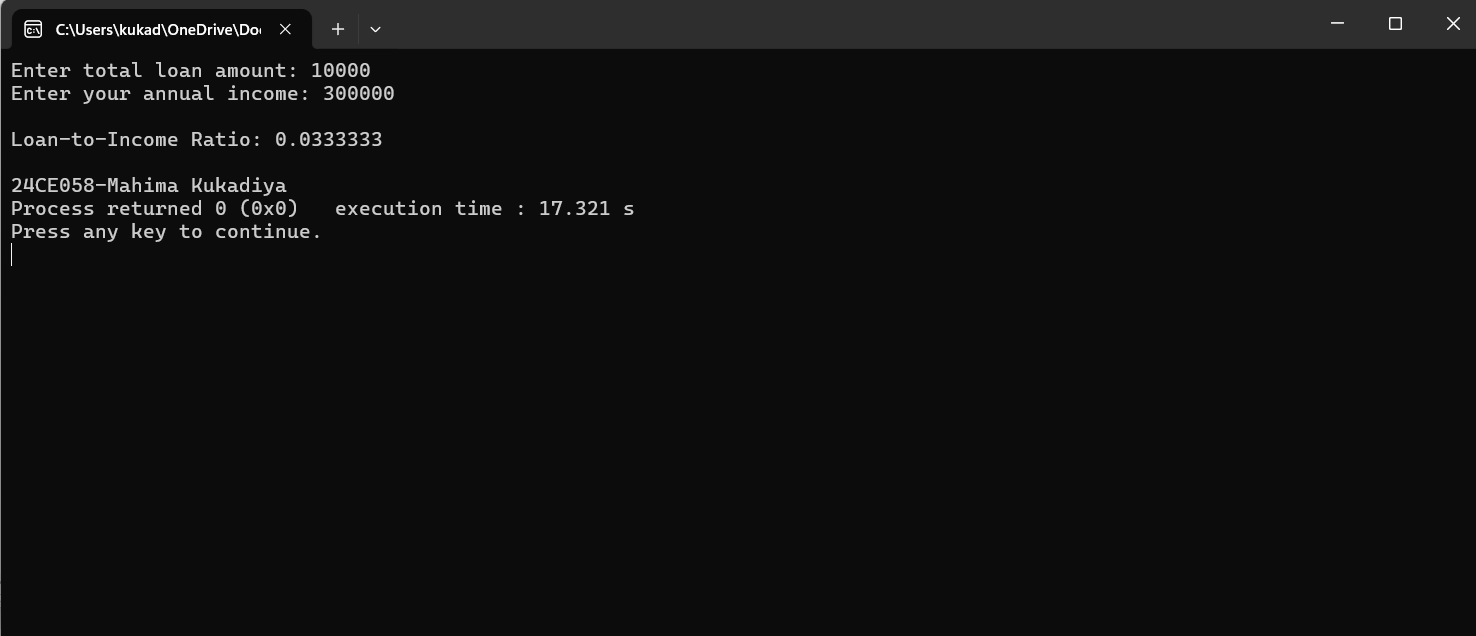 C:\Users\kukad\OneDrive\Do
Enter total loan amount: 10000
Enter your annual income: 300000
Loan-to-Income Ratio: 0.0333333
24CE058-Mahima Kukadiya
Process returned 0 (0x0)   execution time : 17.321 s
Press any key to continue.